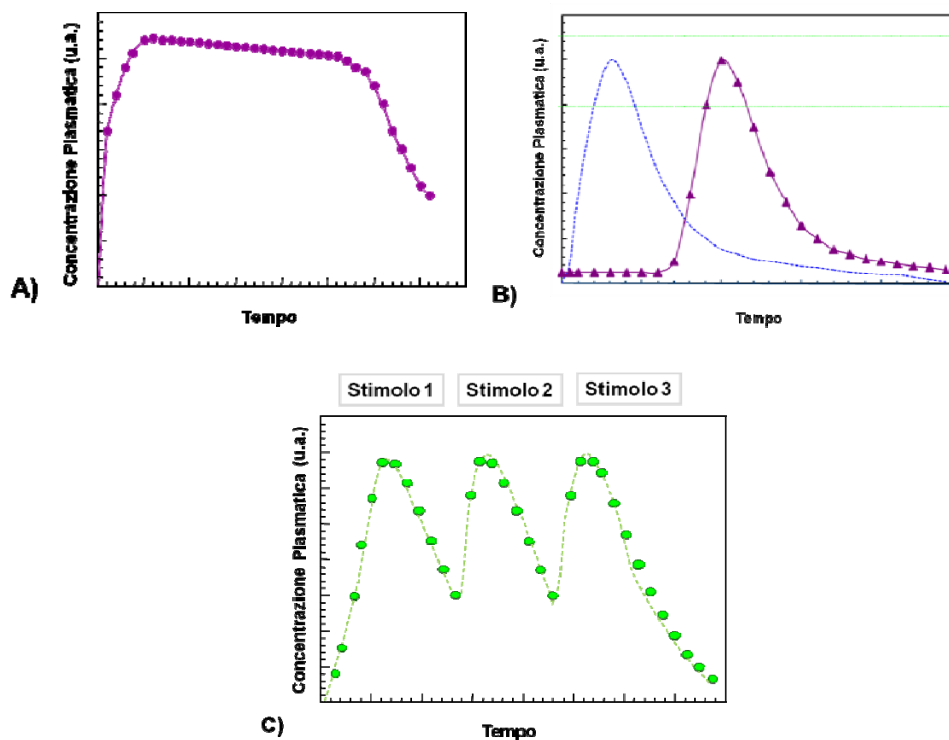 Concentrazione Plasmatica (u.a.)
A)
Tempo
Concentrazione Plasmatica (u.a.)
B)
Tempo
Stimolo 1
Stimolo 2
Stimolo 3
Concentrazione Plasmatica (u.a.)
C)
Tempo